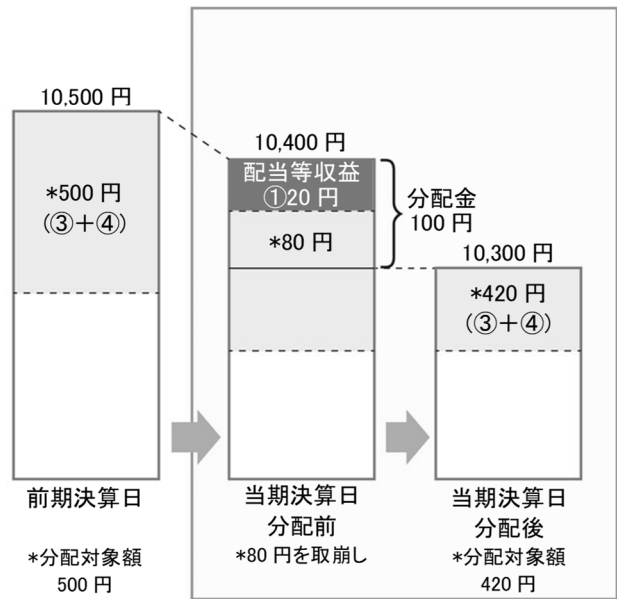 10,500 円
*500 円
(③+④)
前期決算日
*分配対象額
500 円
10,400 円
配当等収益
①20 円
*80 円
分配金
100 円
当期決算日
分配前
*80 円を取崩し
10,300 円
*420 円
(③+④)
当期決算日
分配後
*分配対象額
420 円